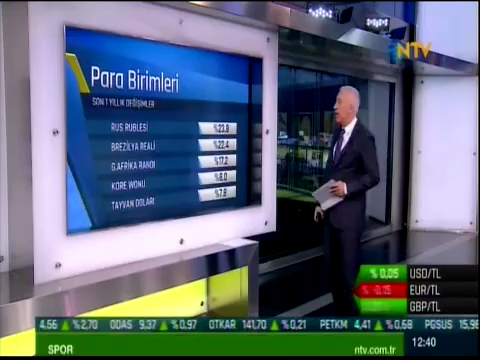 NTV
Para Birimleri
SON 1 YILLIK DEĞİŞİMLER
RUS RUBLESİ %23,9
BREZİLYA REALİ %22,4
G.AFRİKA RANDI %17,2
KORE WONU %8,0
TAYVAN DOLARI %7,9
% 0,05 USD/TL
% -0,15 EUR/TL
GBP/TL
4,56 ▲ %2,70 ODAS 9,37 ▲ %0,97 OTKAR 141,70 ▲ %0,21 PETKM 4,41 ▲ %0,68 PGSUS 15,96
SPOR ntv.com.tr 12:40